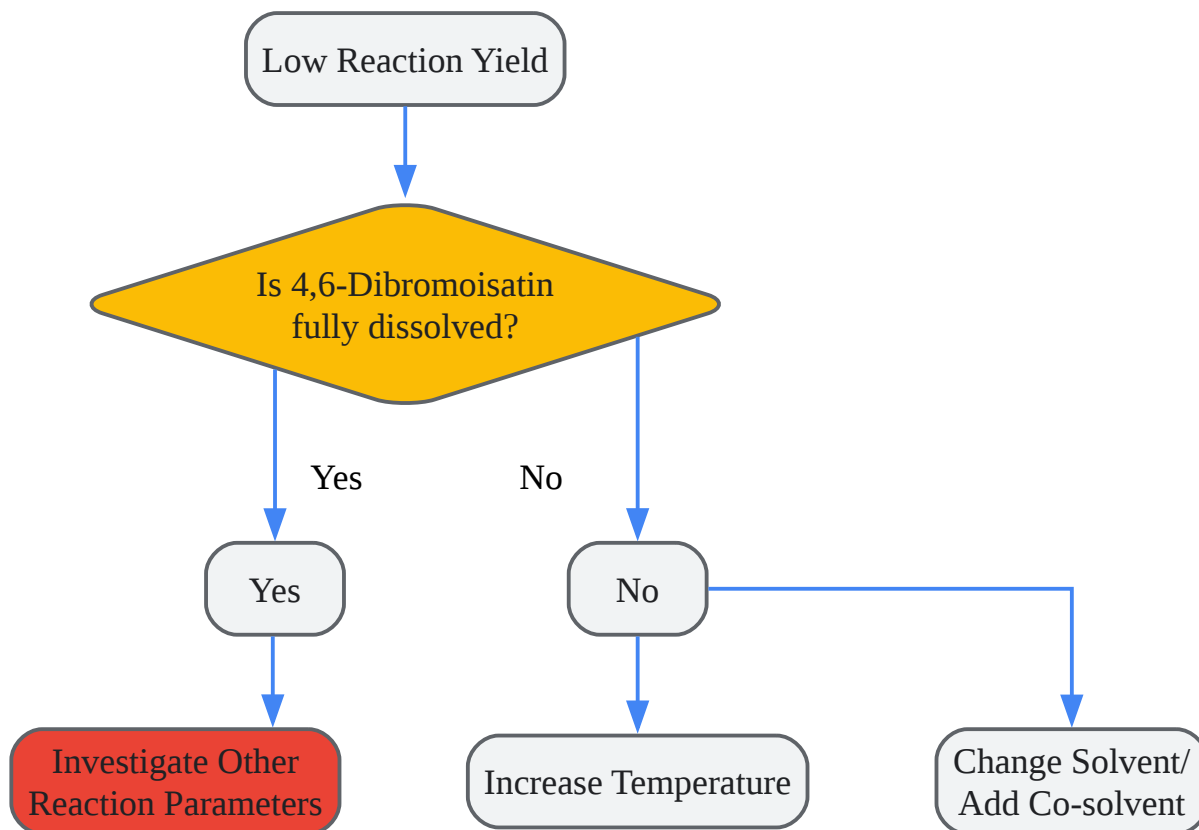 Low Reaction Yield
Is 4,6-Dibromoisatin
fully dissolved?
Yes
No
Yes
No
Investigate Other
Reaction Parameters
Increase Temperature
Change Solvent/
Add Co-solvent